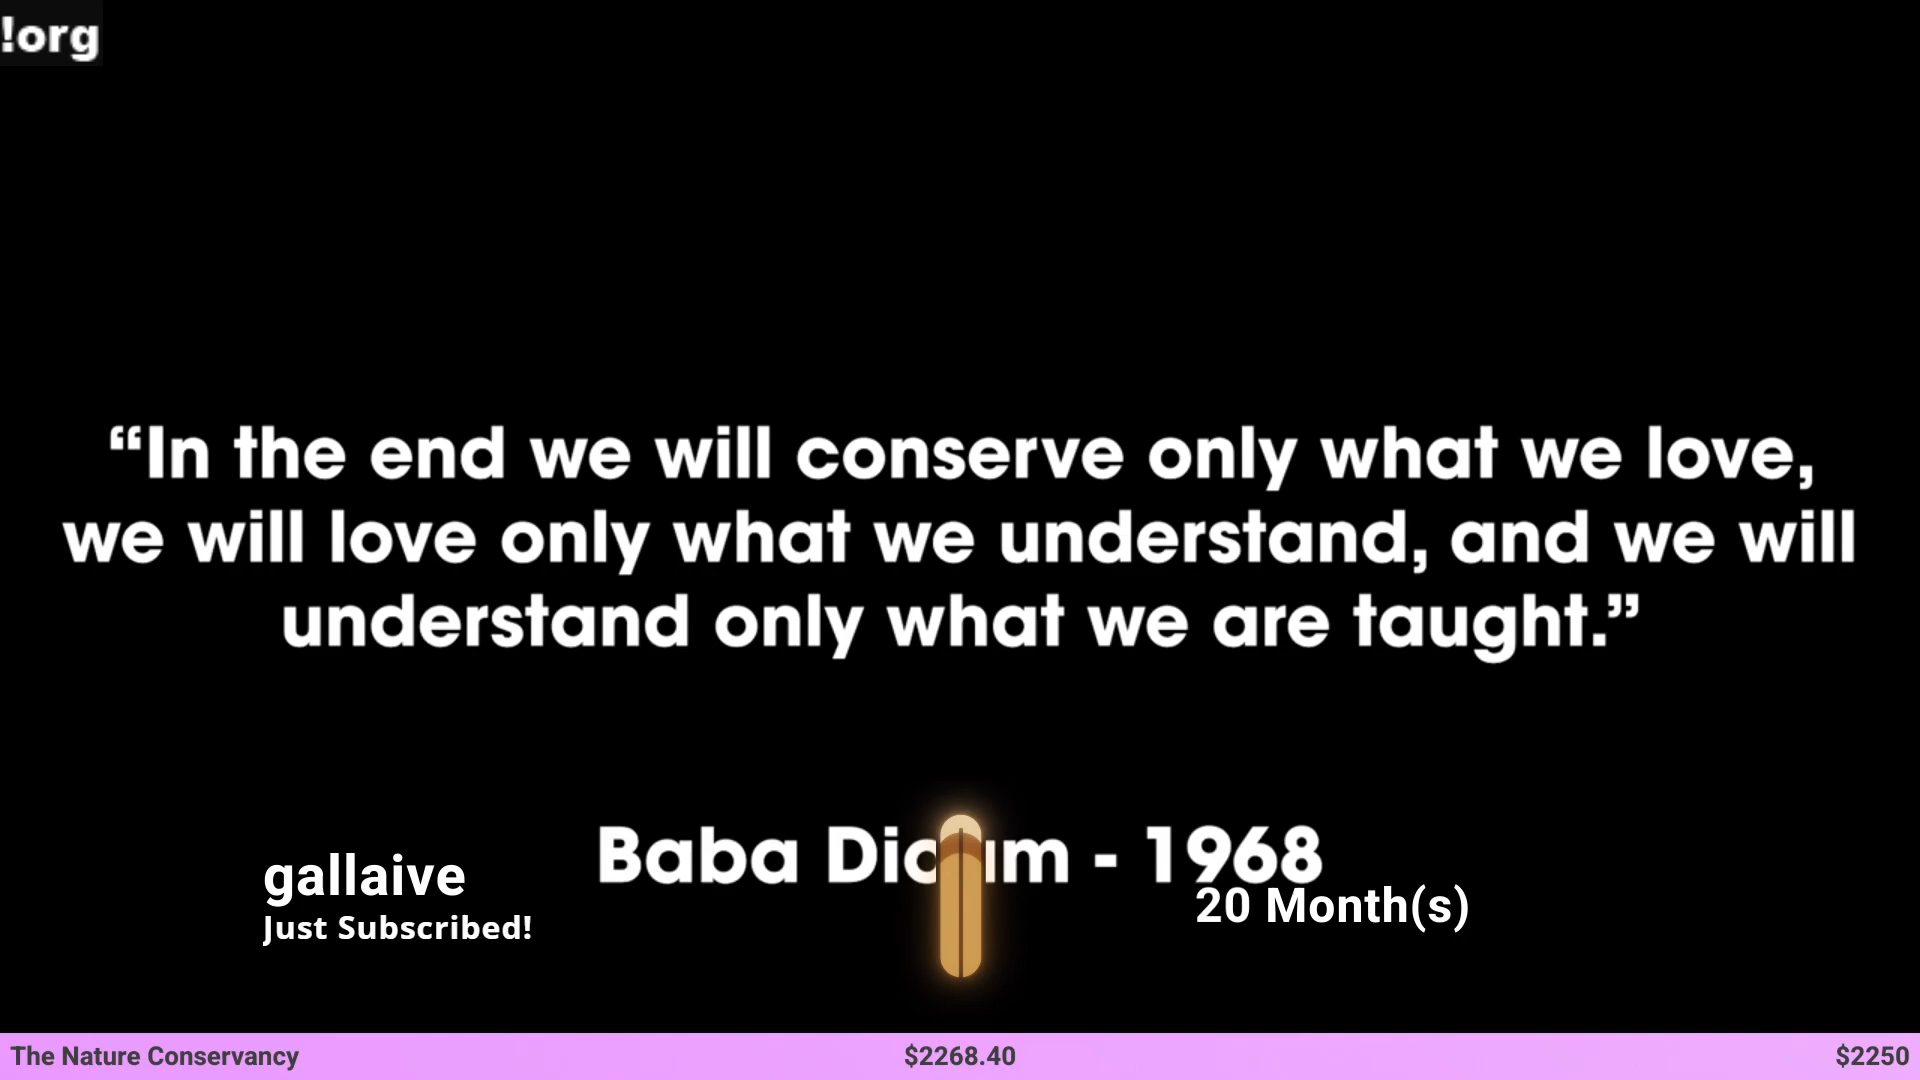 !org
“In the end we will conserve only what we love,
we will love only what we understand, and we will
understand only what we are taught.”
Baba - 1968
gallaive
Just Subscribed!
20 Month(s)
The Nature Conservancy
$2268.40
$2250